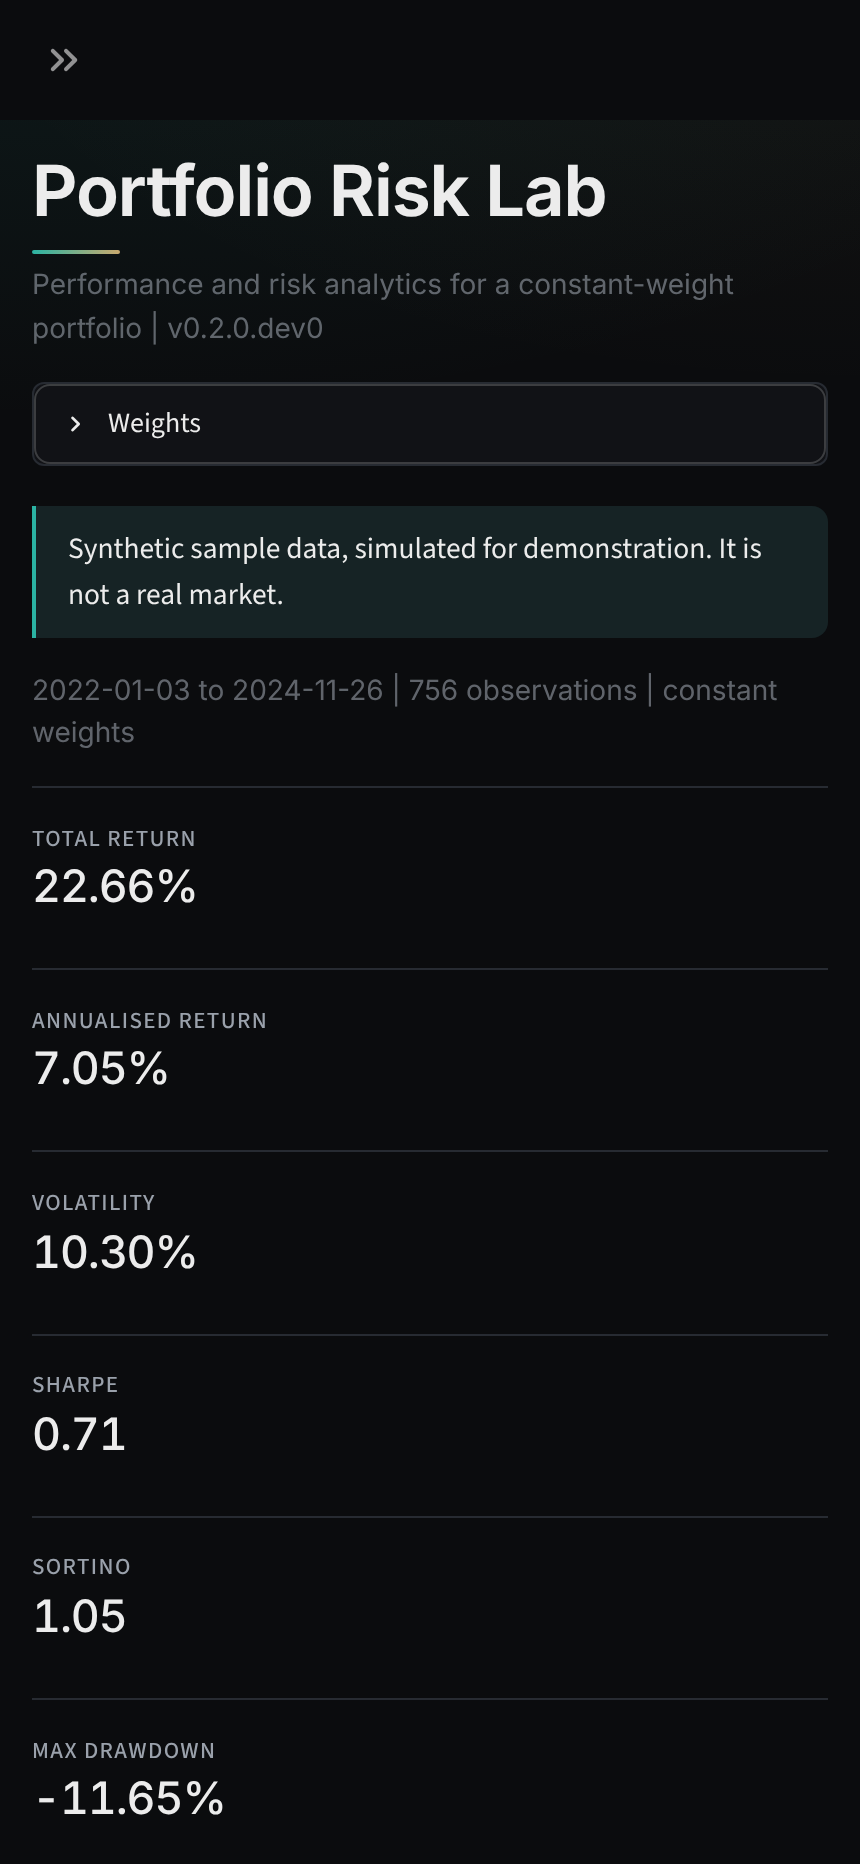 Portfolio Risk Lab
Performance and risk analytics for a constant-weight
portfolio | v0.2.0.dev0
Weights
Synthetic sample data, simulated for demonstration. It is
not a real market.
2022-01-03 to 2024-11-26 | 756 observations | constant
weights
TOTAL RETURN
22.66%
ANNUALISED RETURN
7.05%
VOLATILITY
10.30%
SHARPE
0.71
SORTINO
1.05
MAX DRAWDOWN
-11.65%